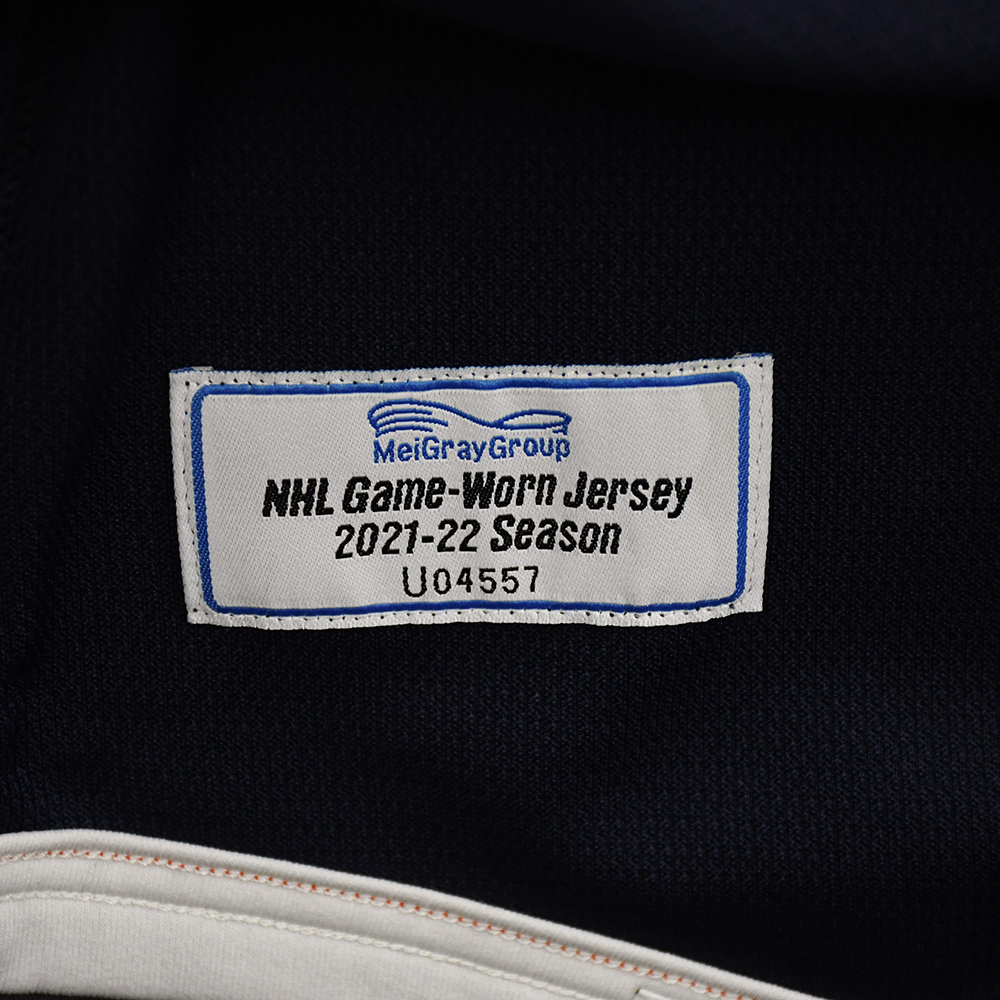 MeiGrayGroup
NHL Game-Worn Jersey
2021-22 Season
U04557